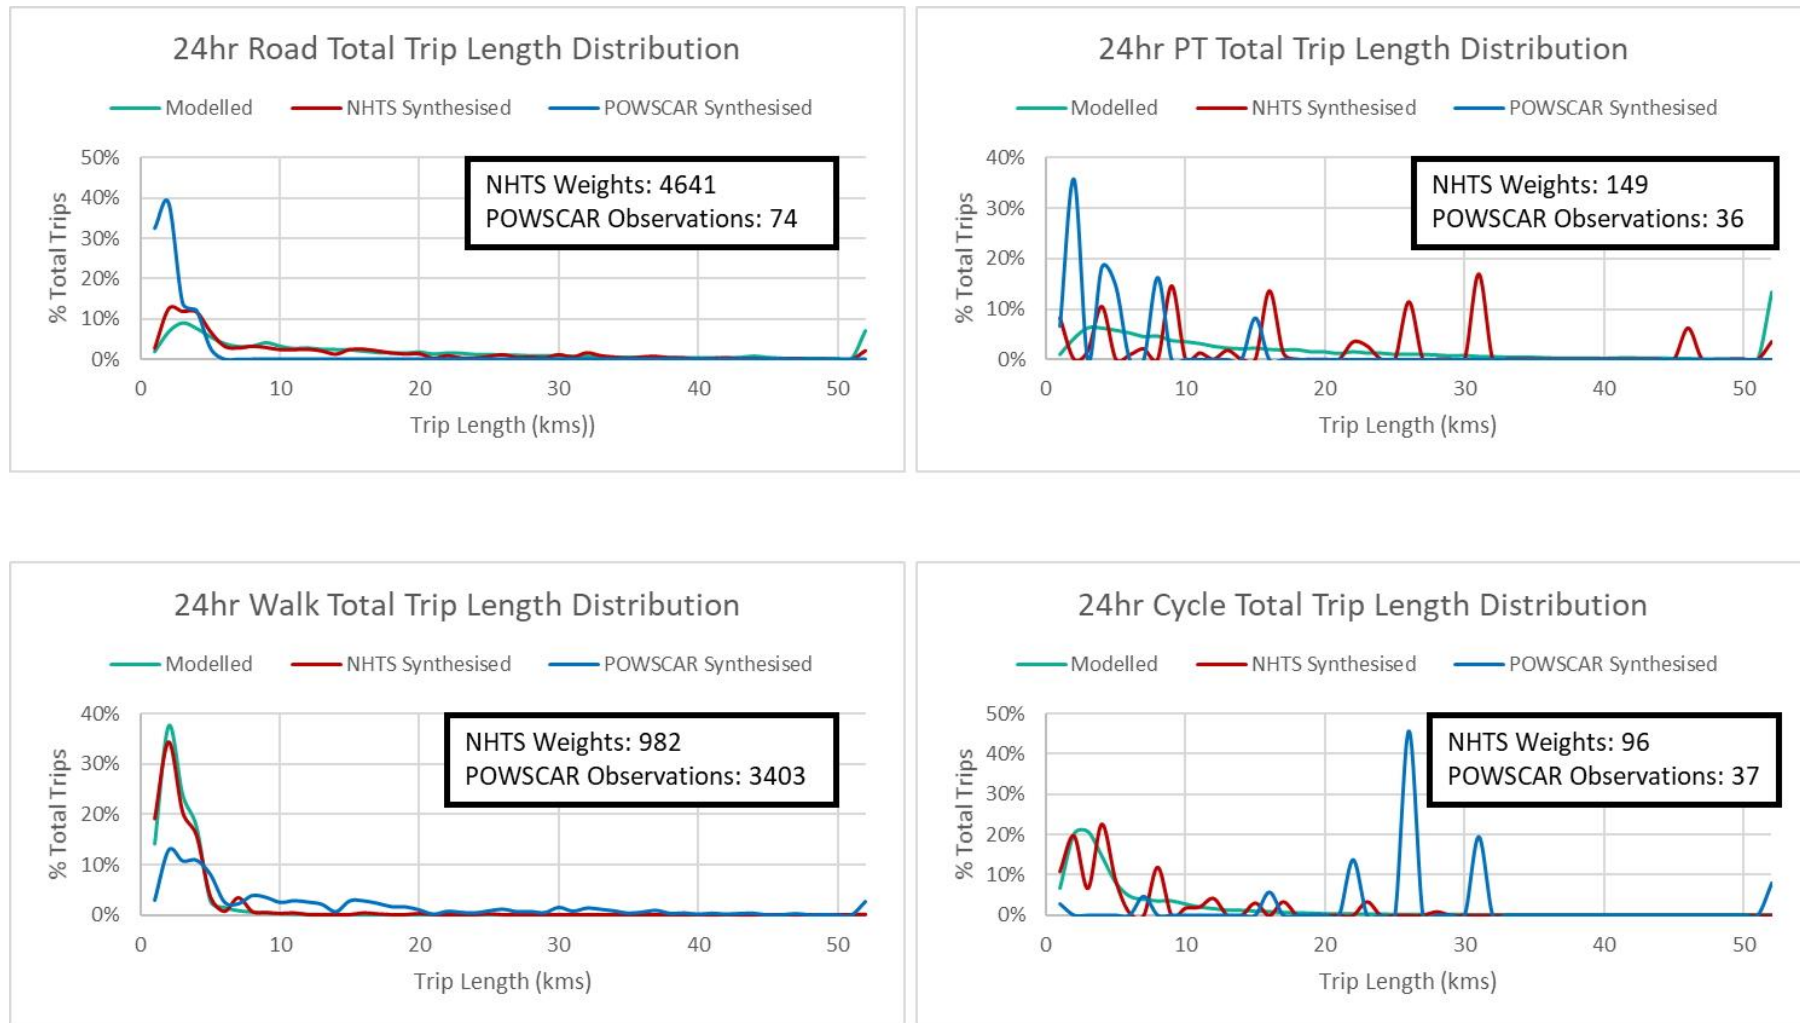 24hr Road Total Trip Length Distribution
Modelled NHTS Synthesised POWSCAR Synthesised
% Total Trips
50%
40%
30%
20%
10%
0%
NHTS Weights: 4641
POWSCAR Observations: 74
0 10 20 30 40 50
Trip Length (kms))
24hr PT Total Trip Length Distribution
Modelled NHTS Synthesised POWSCAR Synthesised
% Total Trips
40%
30%
20%
10%
0%
NHTS Weights: 149
POWSCAR Observations: 36
0 10 20 30 40 50
Trip Length (kms)
24hr Walk Total Trip Length Distribution
Modelled NHTS Synthesised POWSCAR Synthesised
% Total Trips
40%
30%
20%
10%
0%
NHTS Weights: 982
POWSCAR Observations: 3403
0 10 20 30 40 50
Trip Length (kms)
24hr Cycle Total Trip Length Distribution
Modelled NHTS Synthesised POWSCAR Synthesised
% Total Trips
50%
40%
30%
20%
10%
0%
NHTS Weights: 96
POWSCAR Observations: 37
0 10 20 30 40 50
Trip Length (kms)